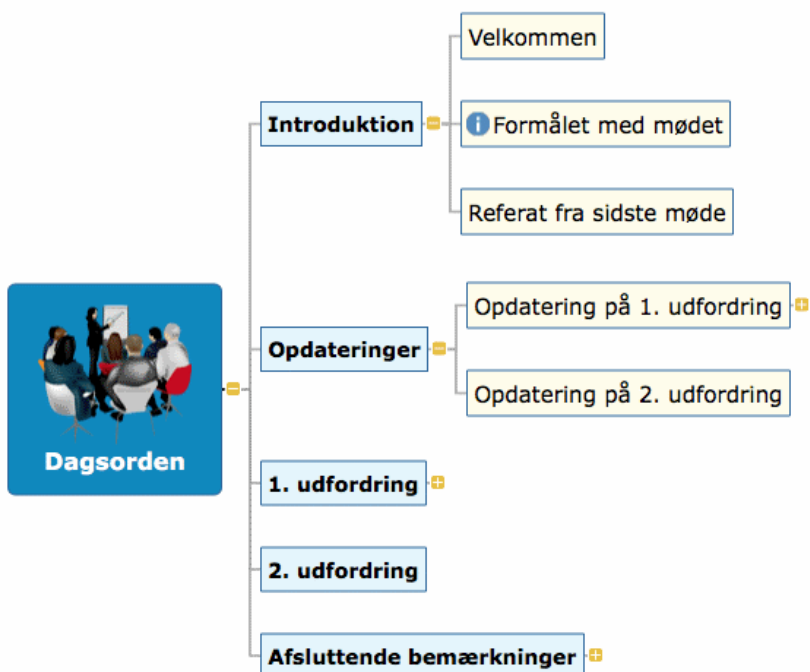 Dagsorden
Introduktion
Velkommen
Formålet med mødet
Referat fra sidste møde
Opdateringer
Opdatering på 1. udfordring
Opdatering på 2. udfordring
1. udfordring
2. udfordring
Afsluttende bemærkninger